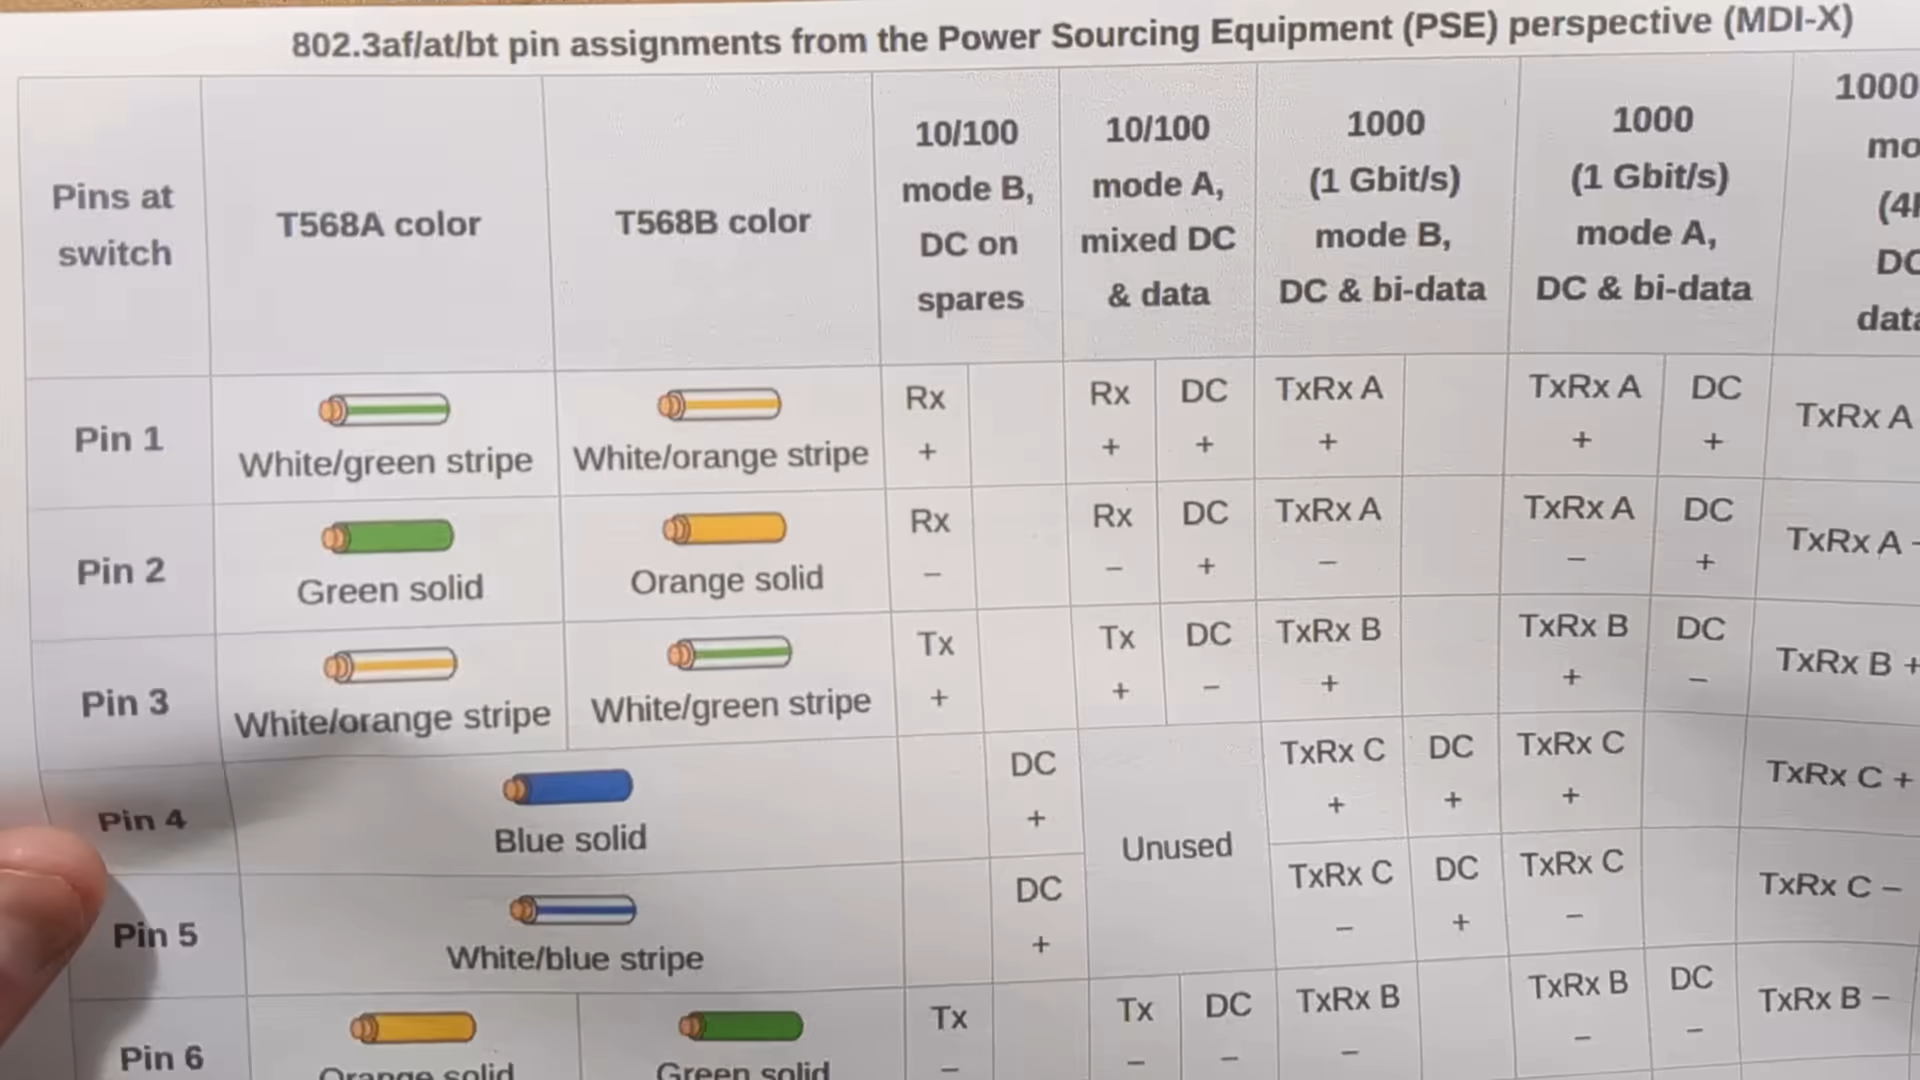 802.3af/at/bt pin assignments from the Power Sourcing Equipment (PSE) perspective (MDI-X)
Pins at
switch
T568A color
T568B color
10/100
mode B,
DC on
spares
10/100
mode A,
mixed DC
& data
1000
(1 Gbit/s)
mode B,
DC & bi-data
1000
(1 Gbit/s)
mode A,
DC & bi-data
1000
Pin 1
White/green stripe
White/orange stripe
Rx
+
Rx
+
DC
+
TxRx A
+
TxRx A
+
DC
+
TxRx A
Pin 2
Green solid
Orange solid
Rx
–
Rx
–
DC
+
TxRx A
–
TxRx A
–
DC
+
TxRx A –
Pin 3
White/orange stripe
White/green stripe
Tx
+
Tx
+
DC
–
TxRx B
+
TxRx B
+
DC
–
TxRx B +
Pin 4
Blue solid
DC
+
Unused
TxRx C
+
DC
+
TxRx C
+
TxRx C +
Pin 5
White/blue stripe
DC
+
TxRx C
–
DC
+
TxRx C
–
TxRx C –
Pin 6
Orange solid
Green solid
Tx
–
Tx
–
DC
–
TxRx B
–
TxRx B
–
DC
–
TxRx B –